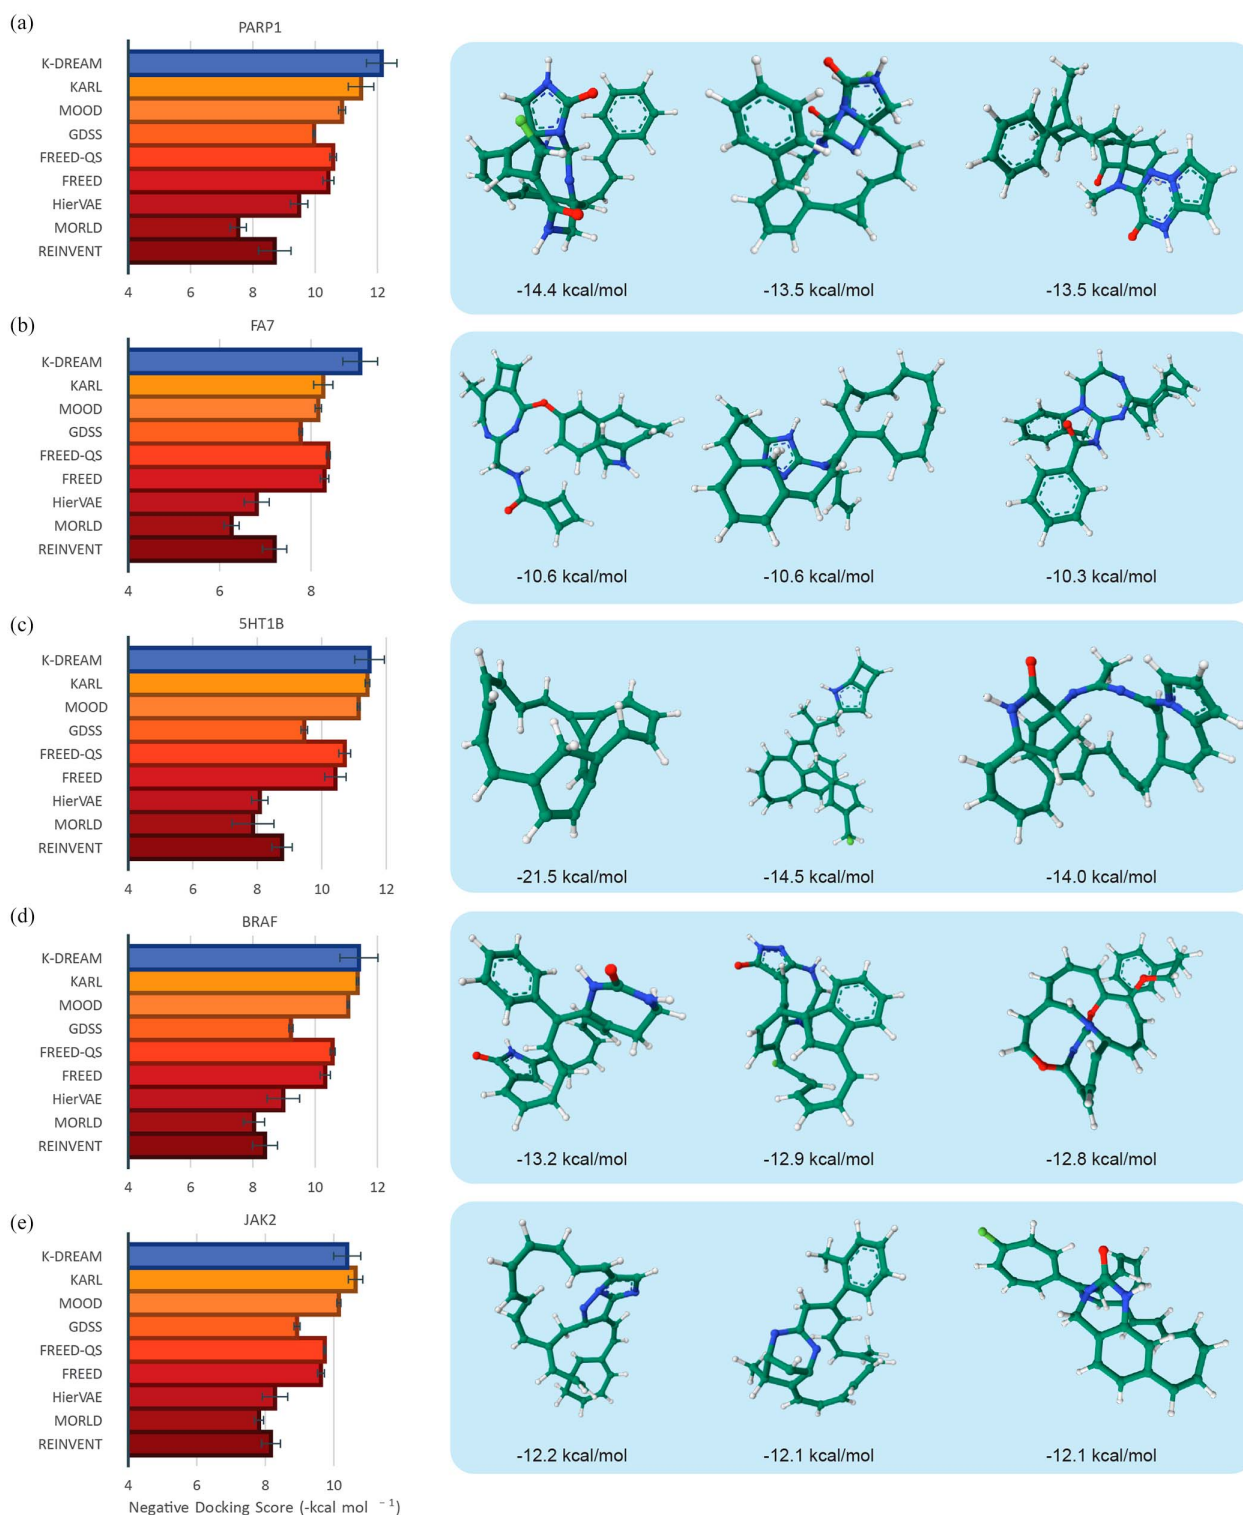 (a)
PARP1
K-DREAM
KARL
MOOD
GDSS
FREED-QS
FREED
HierVAE
MORLD
REINVENT
4 6 8 10 12
-14.4 kcal/mol -13.5 kcal/mol -13.5 kcal/mol
(b)
FA7
K-DREAM
KARL
MOOD
GDSS
FREED-QS
FREED
HierVAE
MORLD
REINVENT
4 6 8
-10.6 kcal/mol -10.6 kcal/mol -10.3 kcal/mol
(c)
5HT1B
K-DREAM
KARL
MOOD
GDSS
FREED-QS
FREED
HierVAE
MORLD
REINVENT
4 6 8 10 12
-21.5 kcal/mol -14.5 kcal/mol -14.0 kcal/mol
(d)
BRAF
K-DREAM
KARL
MOOD
GDSS
FREED-QS
FREED
HierVAE
MORLD
REINVENT
4 6 8 10 12
-13.2 kcal/mol -12.9 kcal/mol -12.8 kcal/mol
(e)
JAK2
K-DREAM
KARL
MOOD
GDSS
FREED-QS
FREED
HierVAE
MORLD
REINVENT
4 6 8 10
Negative Docking Score (-kcal mol ⁻¹)
-12.2 kcal/mol -12.1 kcal/mol -12.1 kcal/mol